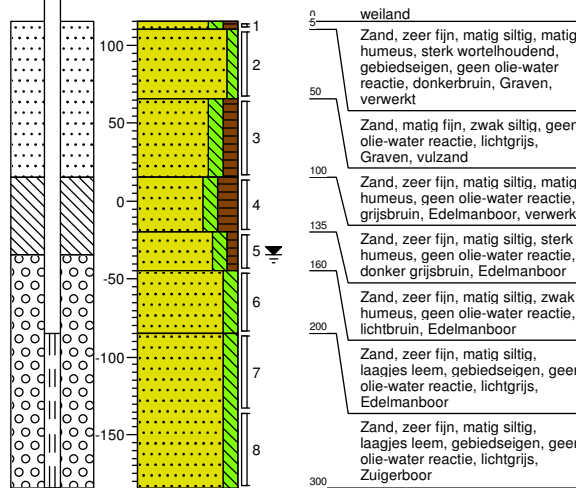 0 weiland
5
Zand, zeer fijn, matig siltig, matig
humeus, sterk wortelhoudend,
gebiedseigen, geen olie-water
reactie, donkerbruin, Graven,
verwerkt
50
Zand, matig fijn, zwak siltig, geen
olie-water reactie, lichtgrijs,
Graven, vulzand
100
Zand, zeer fijn, matig siltig, matig
humeus, geen olie-water reactie,
grijsbruin, Edelmanboor, verwerkt
135
Zand, zeer fijn, matig siltig, sterk
humeus, geen olie-water reactie,
donker grijsbruin, Edelmanboor
160
Zand, zeer fijn, matig siltig, zwak
humeus, geen olie-water reactie,
lichtbruin, Edelmanboor
200
Zand, zeer fijn, matig siltig,
laagjes leem, gebiedseigen, geen
olie-water reactie, lichtgrijs,
Edelmanboor
Zand, zeer fijn, matig siltig,
laagjes leem, gebiedseigen, geen
olie-water reactie, lichtgrijs,
Zuigerboor
300
100
50
0
-50
-100
-150
1
2
3
4
5
6
7
8